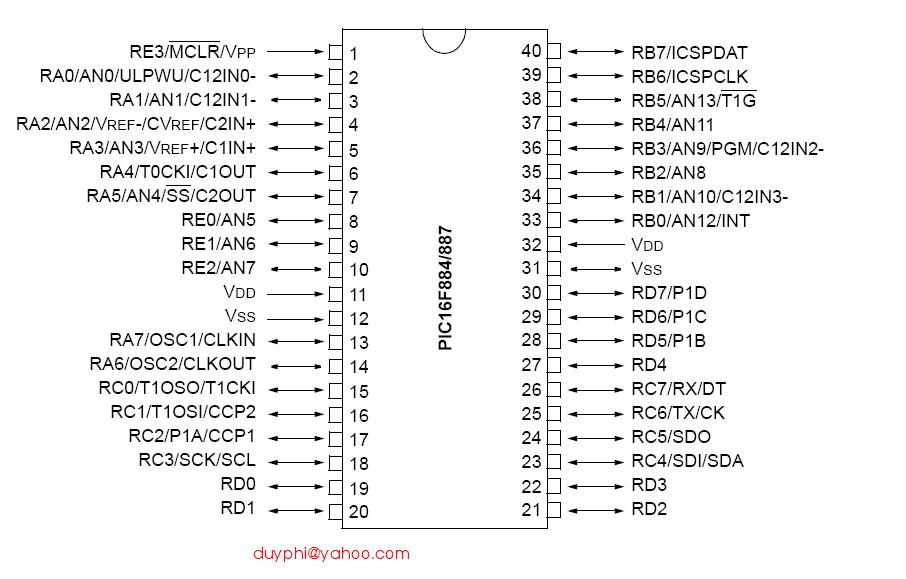 RE3/MCLR/VPP 1
RA0/AN0/ULPWU/C12IN0- 2
RA1/AN1/C12IN1- 3
RA2/AN2/VREF-/CVREF/C2IN+ 4
RA3/AN3/VREF+/C1IN+ 5
RA4/T0CKI/C1OUT 6
RA5/AN4/SS/C2OUT 7
RE0/AN5 8
RE1/AN6 9
RE2/AN7 10
VDD 11
VSS 12
RA7/OSC1/CLKIN 13
RA6/OSC2/CLKOUT 14
RC0/T1OSO/T1CKI 15
RC1/T1OSI/CCP2 16
RC2/P1A/CCP1 17
RC3/SCK/SCL 18
RD0 19
RD1 20
PIC16F884/887
40 RB7/ICSPDAT
39 RB6/ICSPCLK
38 RB5/AN13/T1G
37 RB4/AN11
36 RB3/AN9/PGM/C12IN2-
35 RB2/AN8
34 RB1/AN10/C12IN3-
33 RB0/AN12/INT
32 VDD
31 VSS
30 RD7/P1D
29 RD6/P1C
28 RD5/P1B
27 RD4
26 RC7/RX/DT
25 RC6/TX/CK
24 RC5/SDO
23 RC4/SDI/SDA
22 RD3
21 RD2
duyphi@yahoo.com